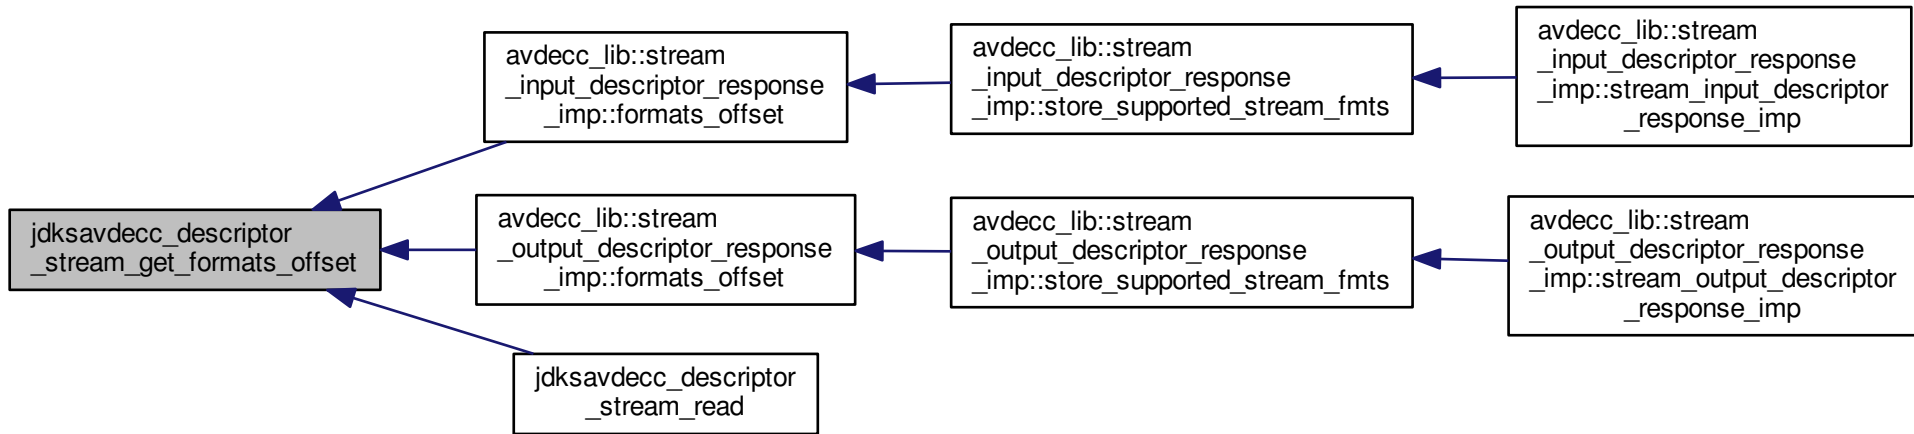 jdksavdecc_descriptor
_stream_get_formats_offset
avdecc_lib::stream
_input_descriptor_response
_imp::formats_offset
avdecc_lib::stream
_input_descriptor_response
_imp::store_supported_stream_fmts
avdecc_lib::stream
_input_descriptor_response
_imp::stream_input_descriptor
_response_imp
avdecc_lib::stream
_output_descriptor_response
_imp::formats_offset
avdecc_lib::stream
_output_descriptor_response
_imp::store_supported_stream_fmts
avdecc_lib::stream
_output_descriptor_response
_imp::stream_output_descriptor
_response_imp
jdksavdecc_descriptor
_stream_read